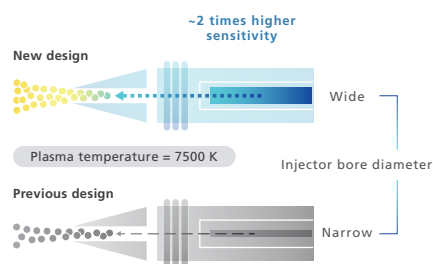 ~2 times higher
sensitivity
New design
Wide
Plasma temperature = 7500 K
Injector bore diameter
Previous design
Narrow